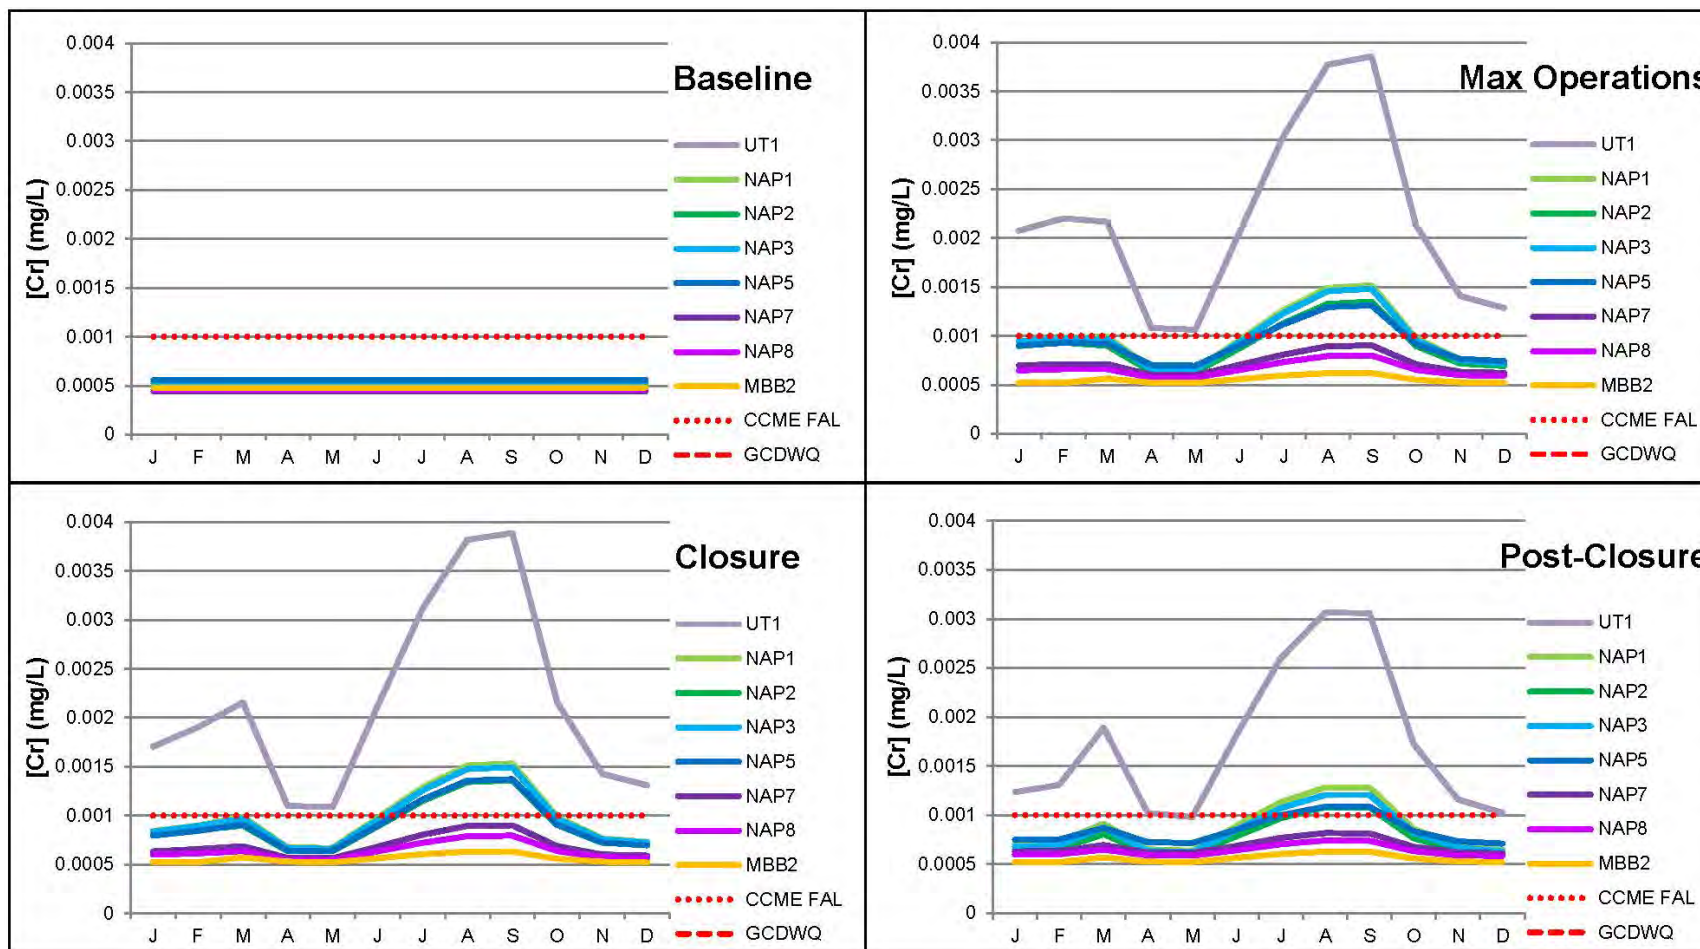 Baseline
[Cr] (mg/L)
0.004
0.0035
0.003
0.0025
0.002
0.0015
0.001
0.0005
0
J F M A M J J A S O N D
UT1
NAP1
NAP2
NAP3
NAP5
NAP7
NAP8
MBB2
CCME FAL
GCDWQ
Max Operations
[Cr] (mg/L)
0.004
0.0035
0.003
0.0025
0.002
0.0015
0.001
0.0005
0
J F M A M J J A S O N D
UT1
NAP1
NAP2
NAP3
NAP5
NAP7
NAP8
MBB2
CCME FAL
GCDWQ
Closure
[Cr] (mg/L)
0.004
0.0035
0.003
0.0025
0.002
0.0015
0.001
0.0005
0
J F M A M J J A S O N D
UT1
NAP1
NAP2
NAP3
NAP5
NAP7
NAP8
MBB2
CCME FAL
GCDWQ
Post-Closure
[Cr] (mg/L)
0.004
0.0035
0.003
0.0025
0.002
0.0015
0.001
0.0005
0
J F M A M J J A S O N D
UT1
NAP1
NAP2
NAP3
NAP5
NAP7
NAP8
MBB2
CCME FAL
GCDWQ